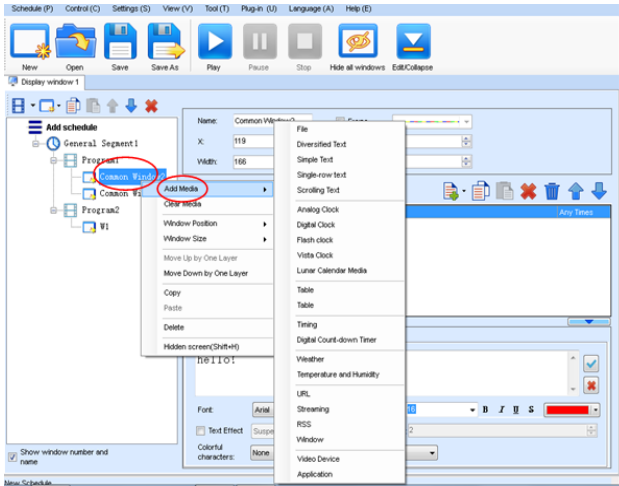 Schedule (P) Control (C) Settings (S) View (V) Tool (T) Plug-in (U) Language (A) Help (E)
New Open Save Save As Play Pause Stop Hide all windows Edit/Collapse
Display window 1
Add schedule
General Segment1
Program1
Common Window2
Common Wi
Program2
W1
Show window number and
name
New Schedule
Name: Common Window2
X: 119
Width: 166
Any Times
Add Media
Clear Media
Window Position
Window Size
Move Up by One Layer
Move Down by One Layer
Copy
Paste
Delete
Hidden screen(Shift+H)
File
Diversified Text
Simple Text
Single-row text
Scrolling Text
Analog Clock
Digital Clock
Flash clock
Vista Clock
Lunar Calendar Media
Table
Table
Timing
Digital Count-down Timer
Weather
Temperature and Humidity
URL
Streaming
RSS
Window
Video Device
Application
hello!
Font: Arial B I U S
Text Effect Suspe 2
Colorful
characters: None